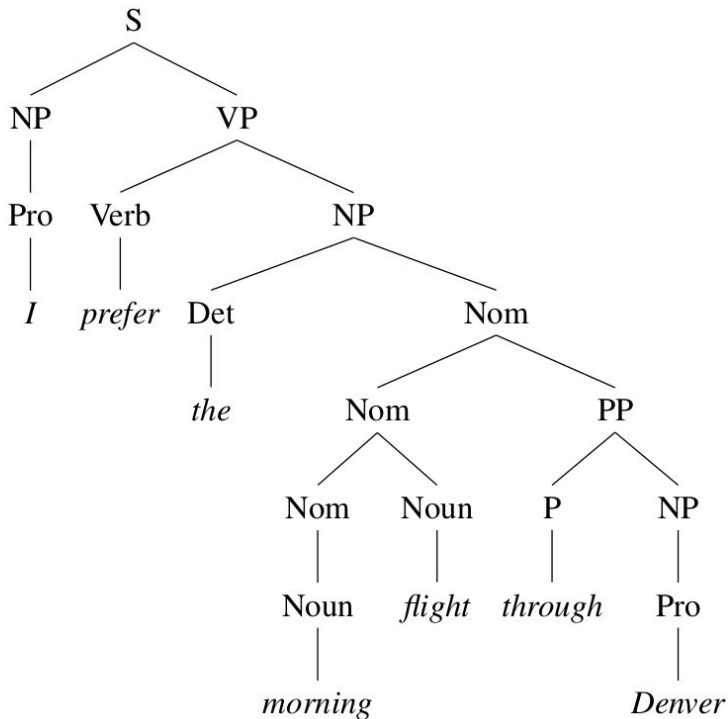 S
NP VP
Pro Verb NP
I prefer Det Nom
the Nom PP
Nom Noun P NP
Noun flight through Pro
morning Denver